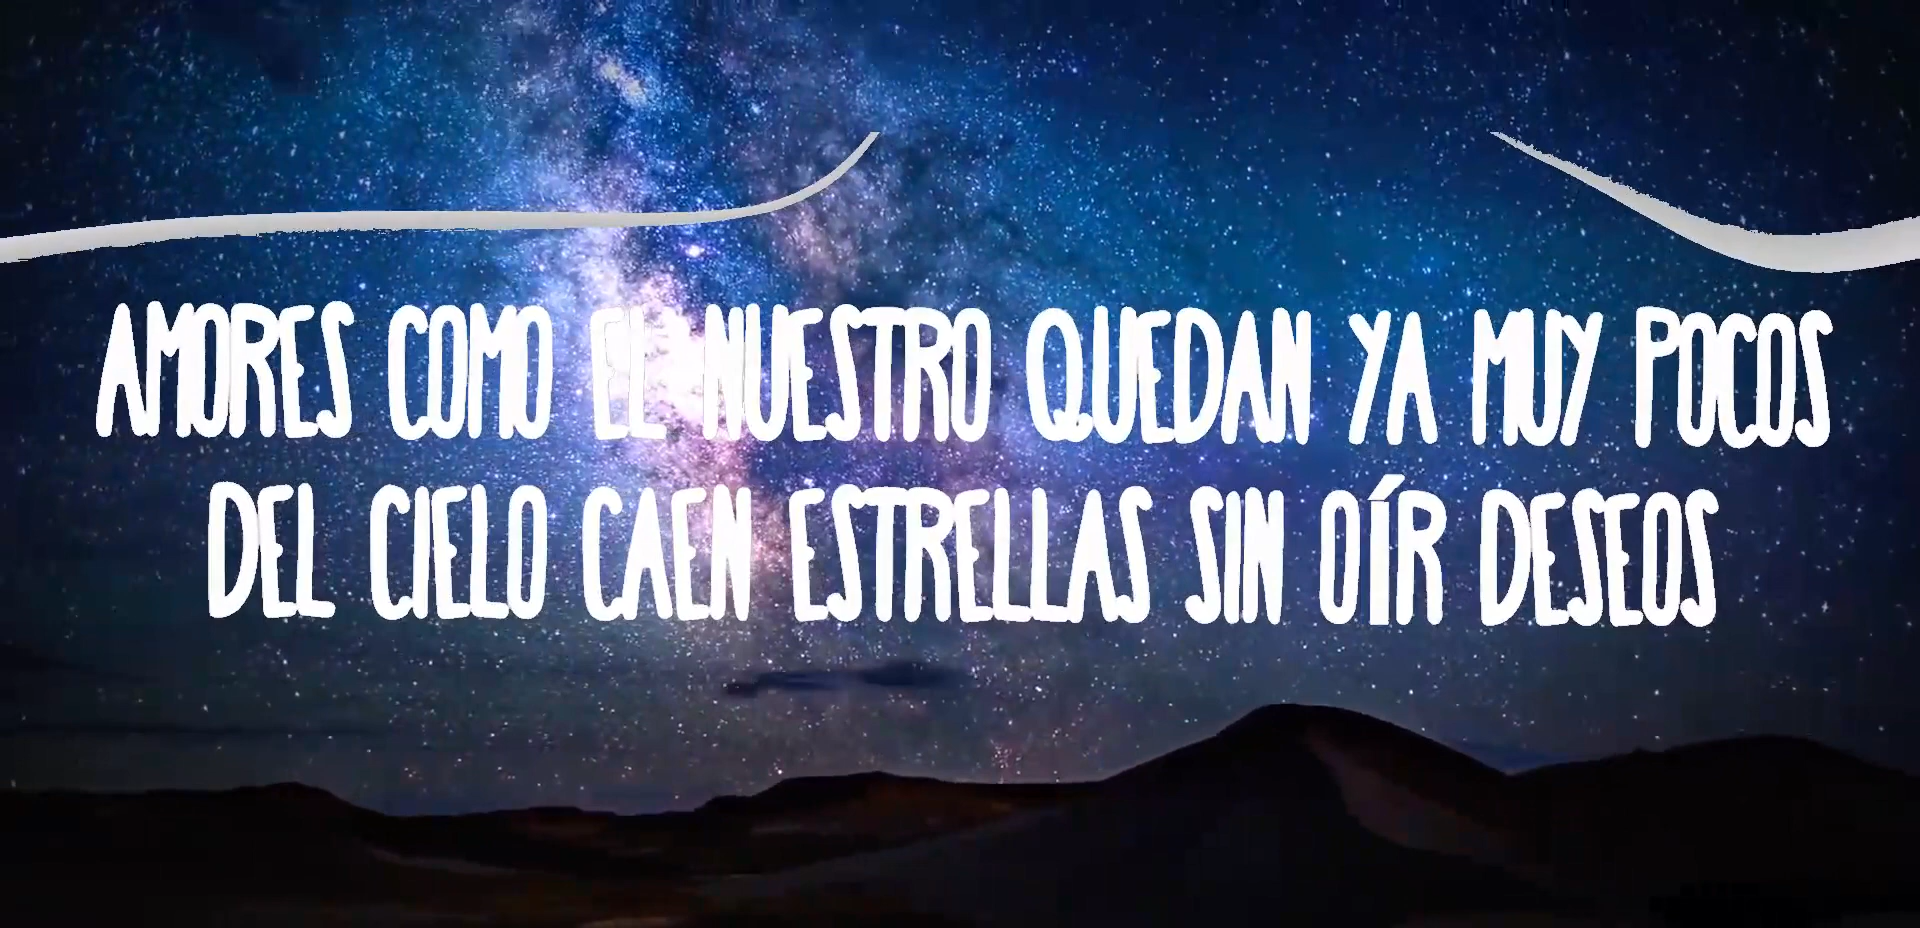 AMORES COMO EL NUESTRO QUEDAN YA MUY POCOS
DEL CIELO CAEN ESTRELLAS SIN OÍR DESEOS